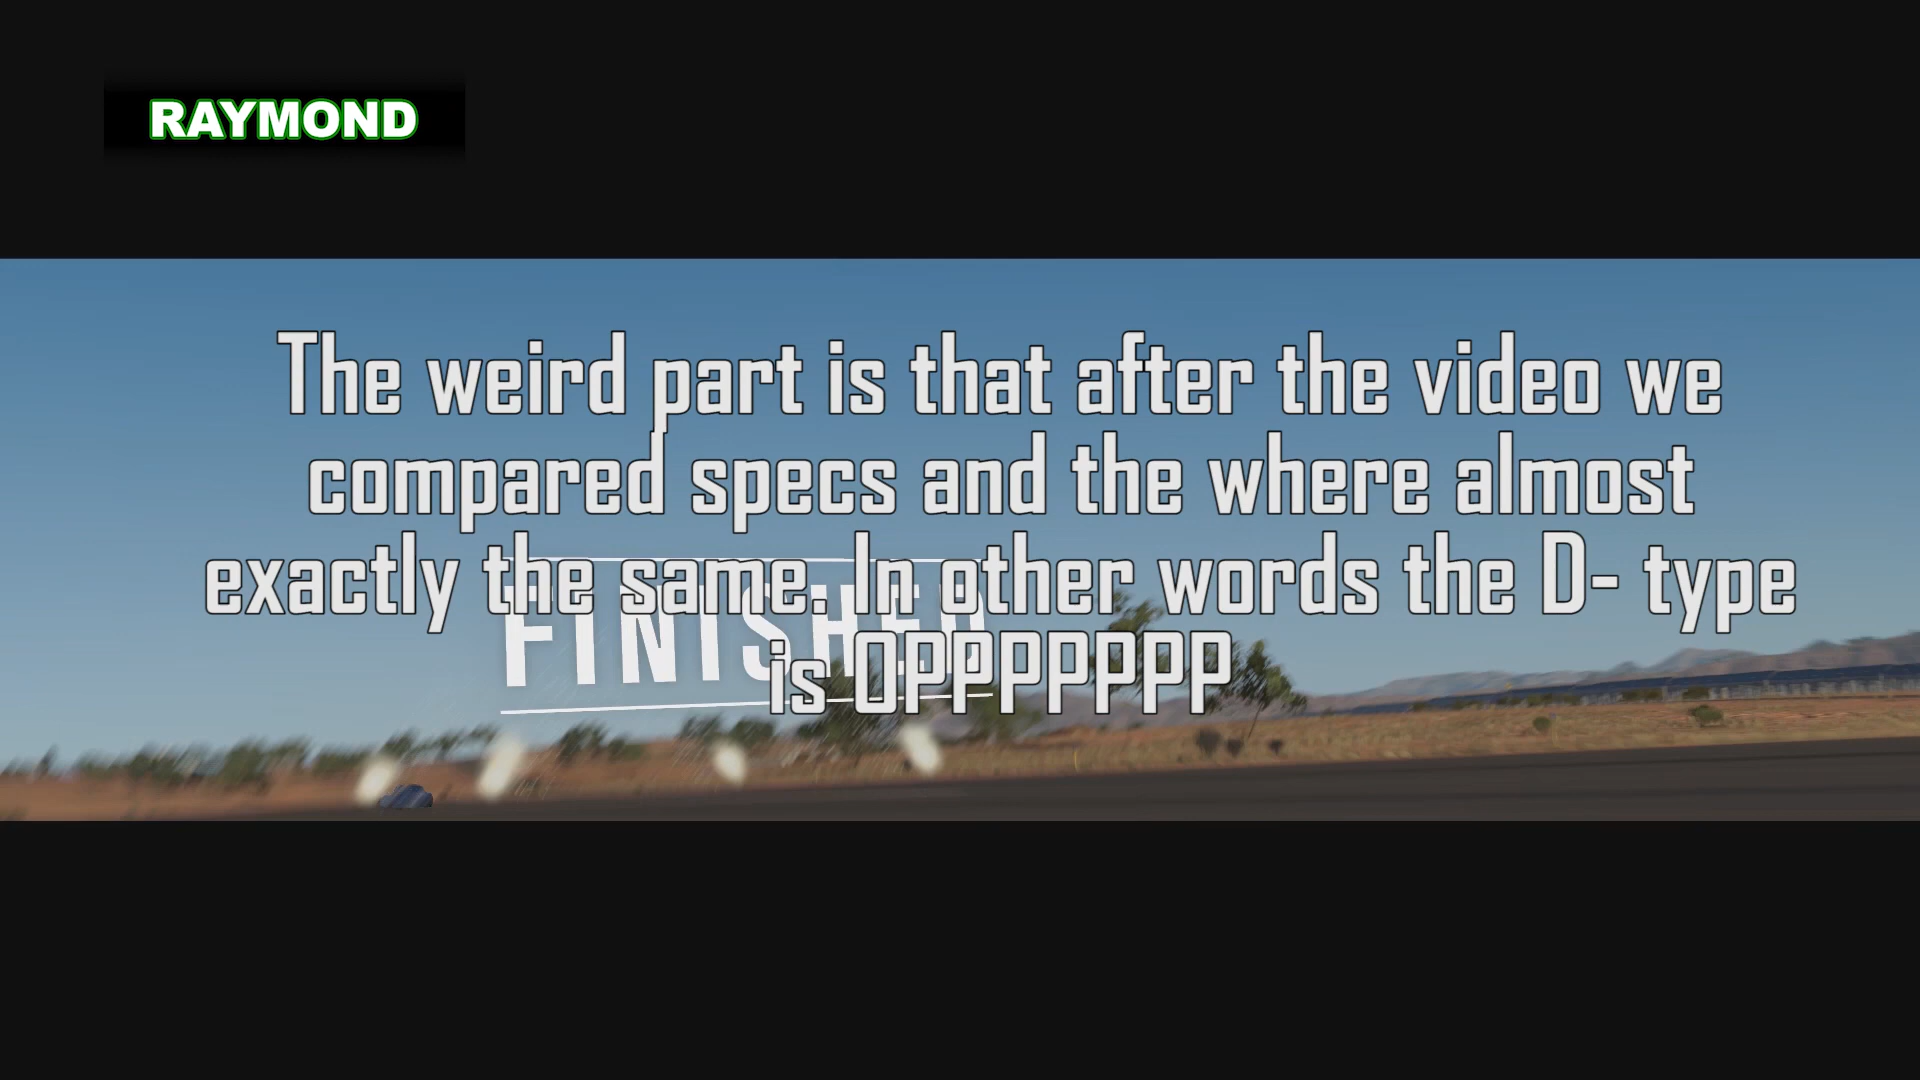 RAYMOND
The weird part is that after the video we
compared specs and the where almost
exactly the same. In other words the D- type
is OPPPPPPP
FINISHED